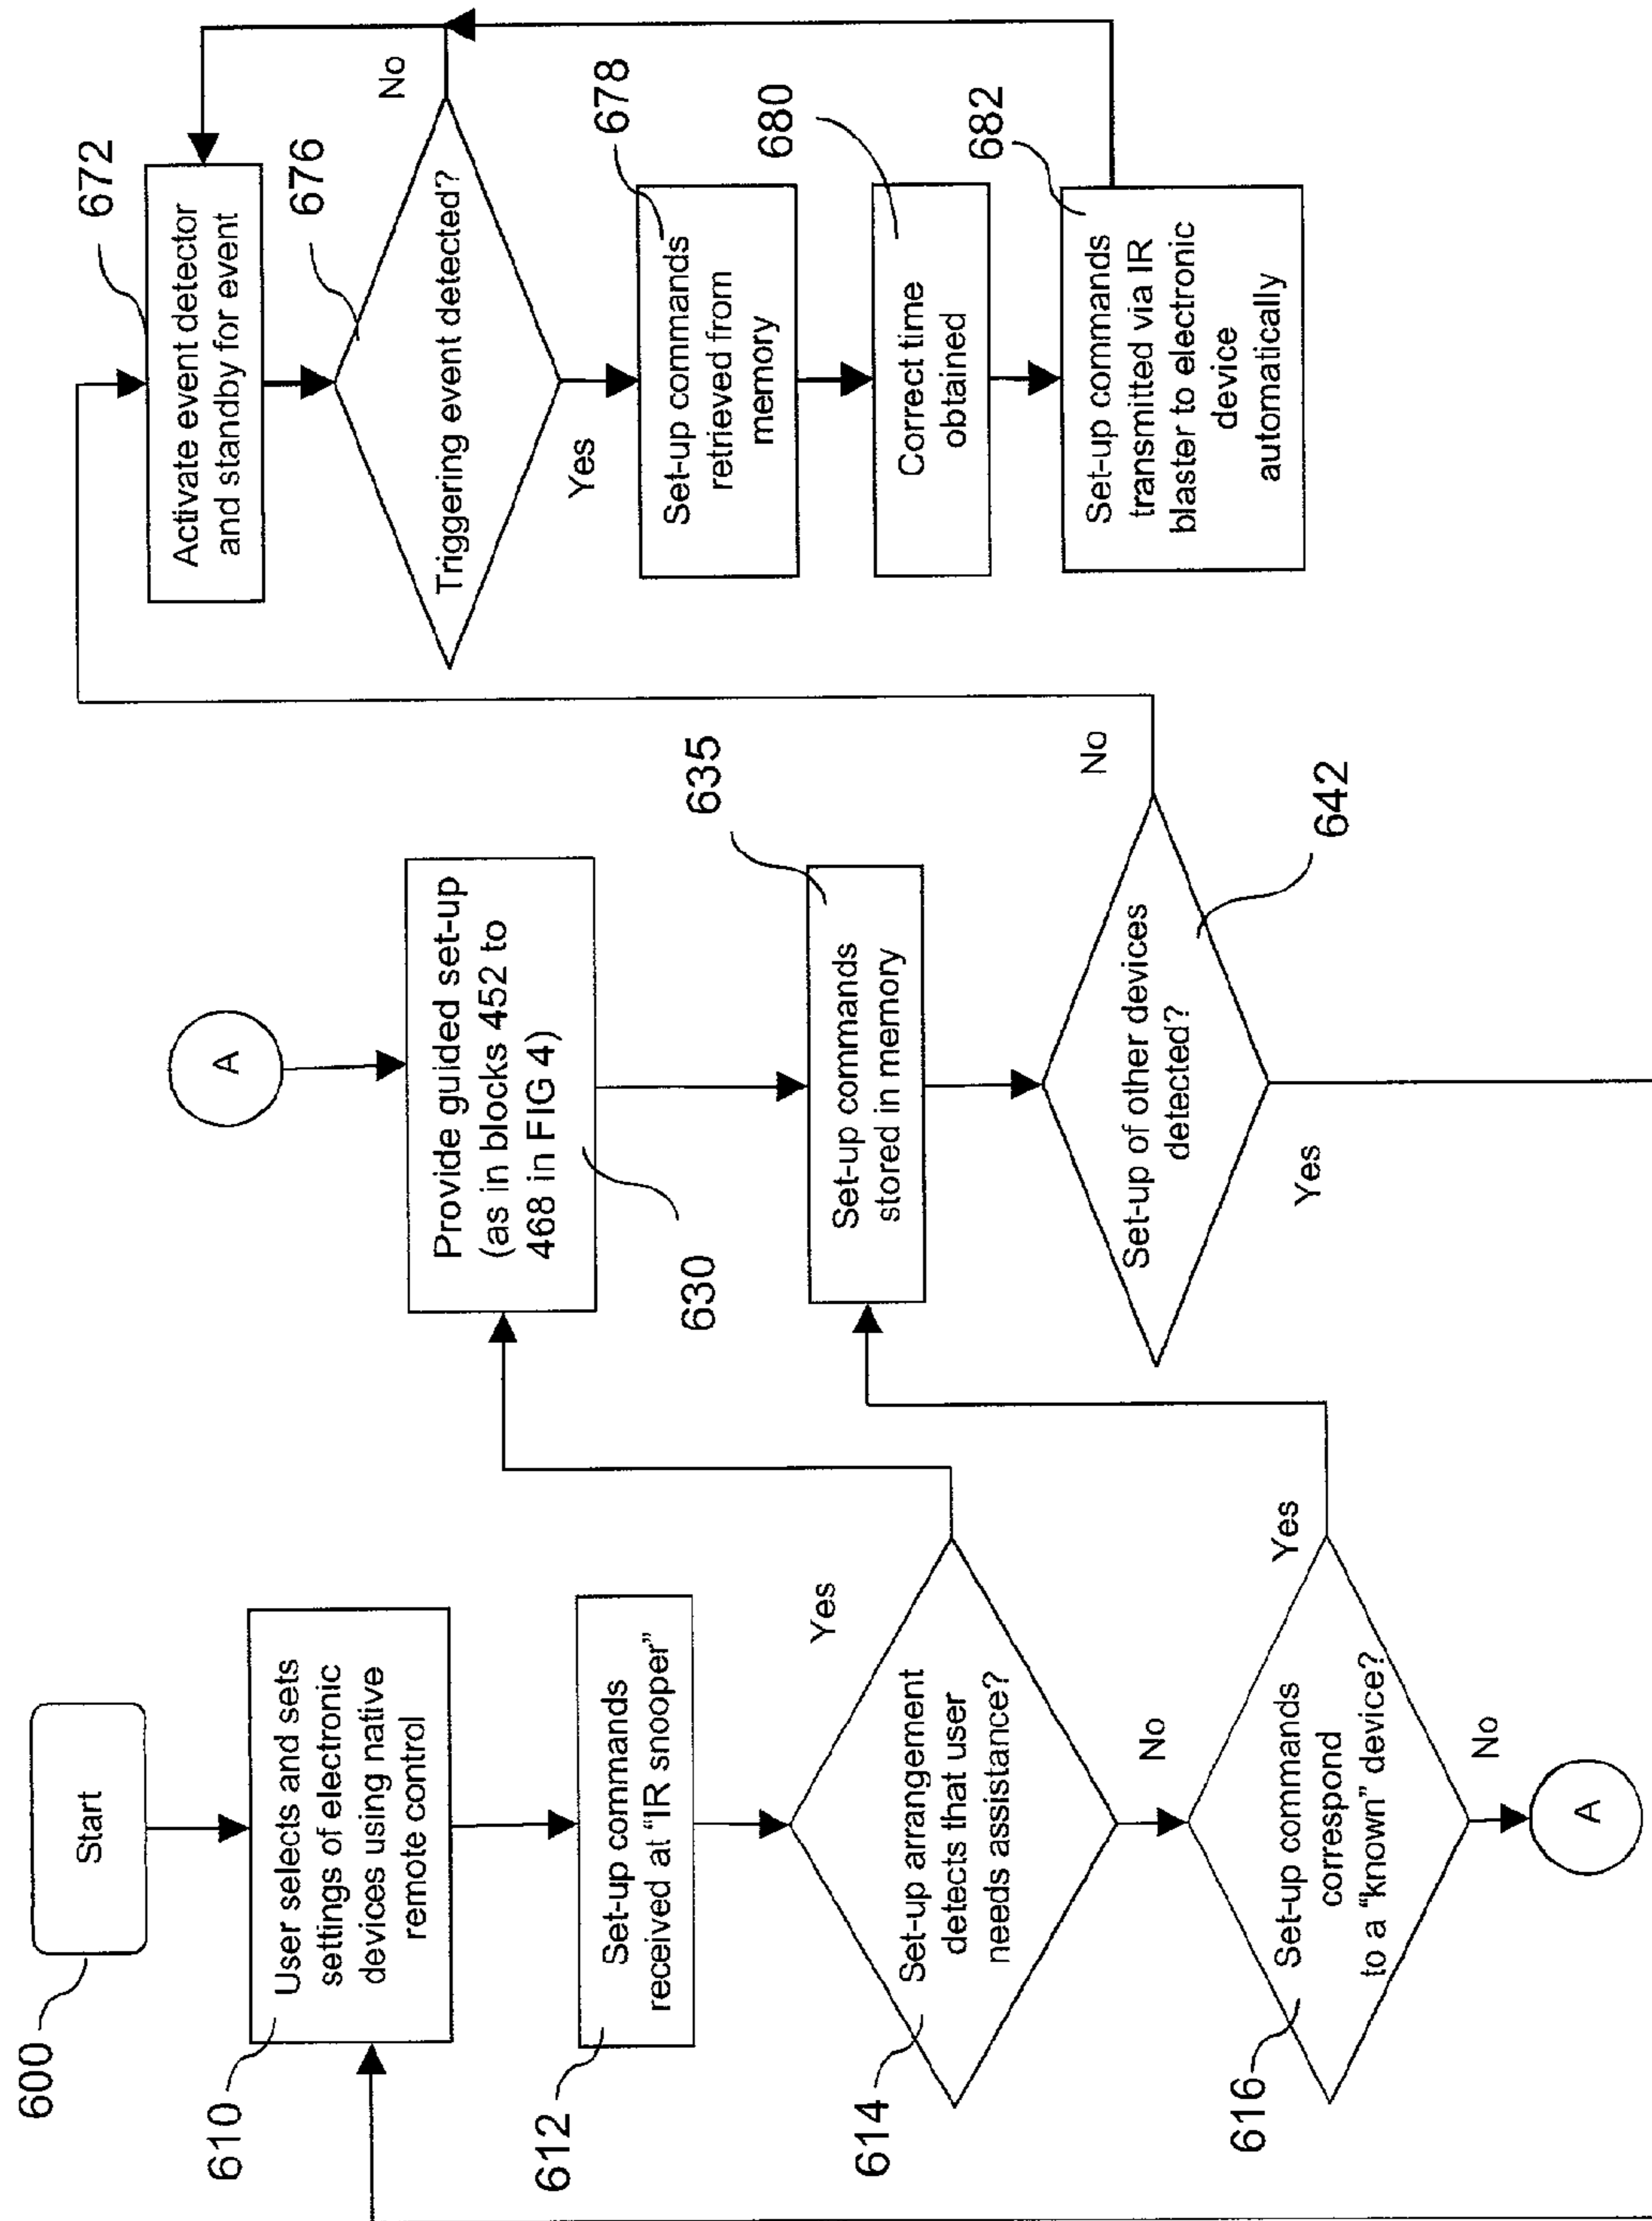 600
Start
610
User selects and sets
settings of electronic
devices using native
remote control
612
Set-up commands
received at "IR snooper"
614
Set-up arrangement
detects that user
needs assistance?
Yes
No
616
Set-up commands
correspond
to a "known" device?
Yes
No
A
A
Provide guided set-up
(as in blocks 452 to
468 in FIG 4)
630
635
Set-up commands
stored in memory
Set-up of other devices
detected?
642
No
Yes
672
Activate event detector
and standby for event
676
Triggering event detected?
No
Yes
678
Set-up commands
retrieved from
memory
680
Correct time
obtained
682
Set-up commands
transmitted via IR
blaster to electronic
device
automatically